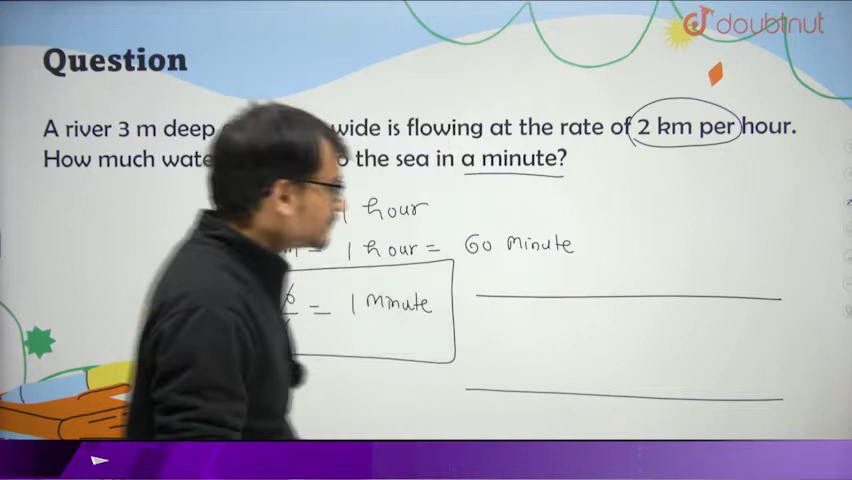 doubtnut
Question
A river 3 m deep wide is flowing at the rate of 2 km per hour.
How much the sea in a minute?
1 hour
= 1 hour = 60 minute
= 1 minute